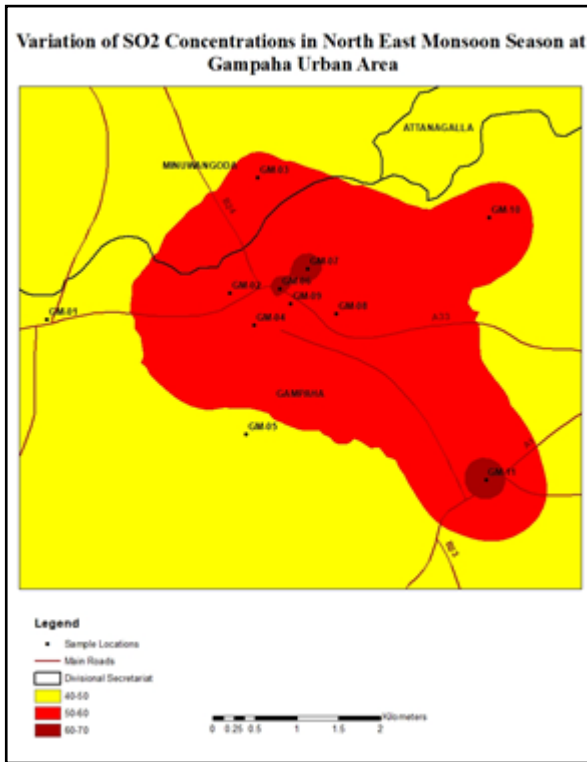 Variation of SO2 Concentrations in North East Monsoon Season at
Gampaha Urban Area
ATTANAGALLA
MINUWANGODA
GM-03
GM-10
GM-07
GM-06
GM-02
GM-09
GM-08
GM-01
GM-04
A33
GAMPAHA
GM-05
GM-11
Legend
Sample Locations
Main Roads
Divisional Secretariat
40-50
50-60
60-70
Kilometers
0 0.25 0.5 1 1.5 2